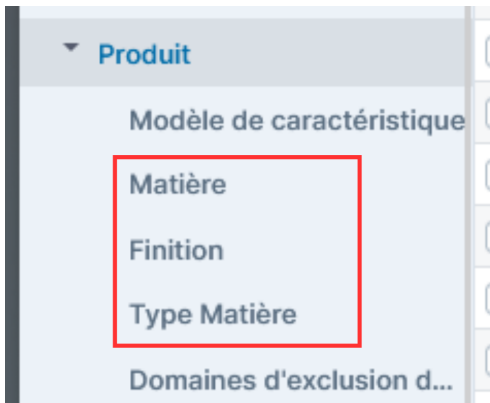 Produit
Modèle de caractéristique
Matière
Finition
Type Matière
Domaines d'exclusion d...